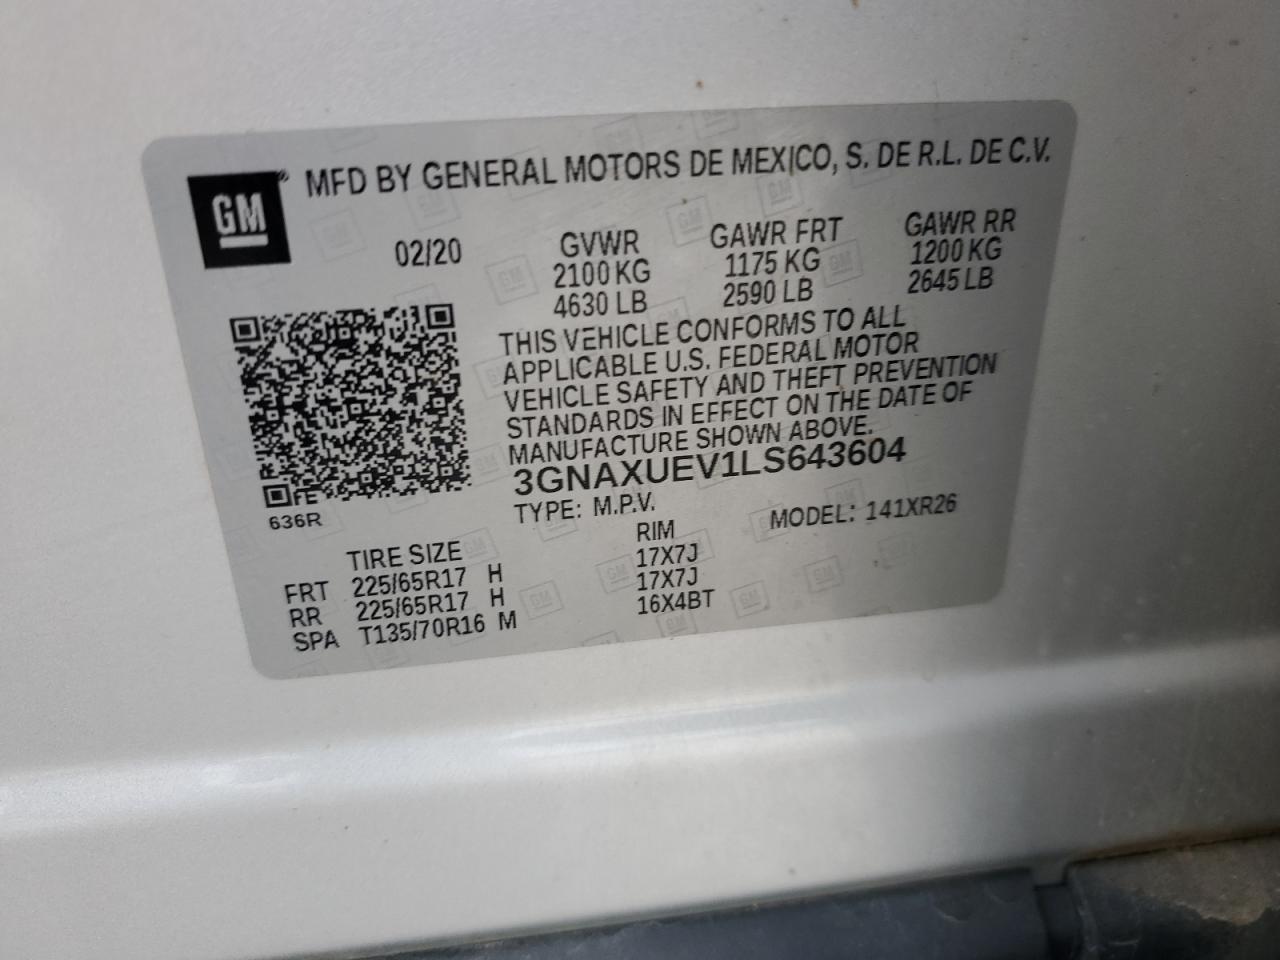 GM® MFD BY GENERAL MOTORS DE MEXICO, S. DE R.L. DE C.V.
02/20 GVWR GAWR FRT GAWR RR
2100 KG 1175 KG 1200 KG
4630 LB 2590 LB 2645 LB
THIS VEHICLE CONFORMS TO ALL
APPLICABLE U.S. FEDERAL MOTOR
VEHICLE SAFETY AND THEFT PREVENTION
STANDARDS IN EFFECT ON THE DATE OF
MANUFACTURE SHOWN ABOVE.
3GNAXUEV1LS643604
FE
636R
TYPE: M.P.V. MODEL: 141XR26
TIRE SIZE RIM
FRT 225/65R17 H 17X7J
RR 225/65R17 H 17X7J
SPA T135/70R16 M 16X4BT